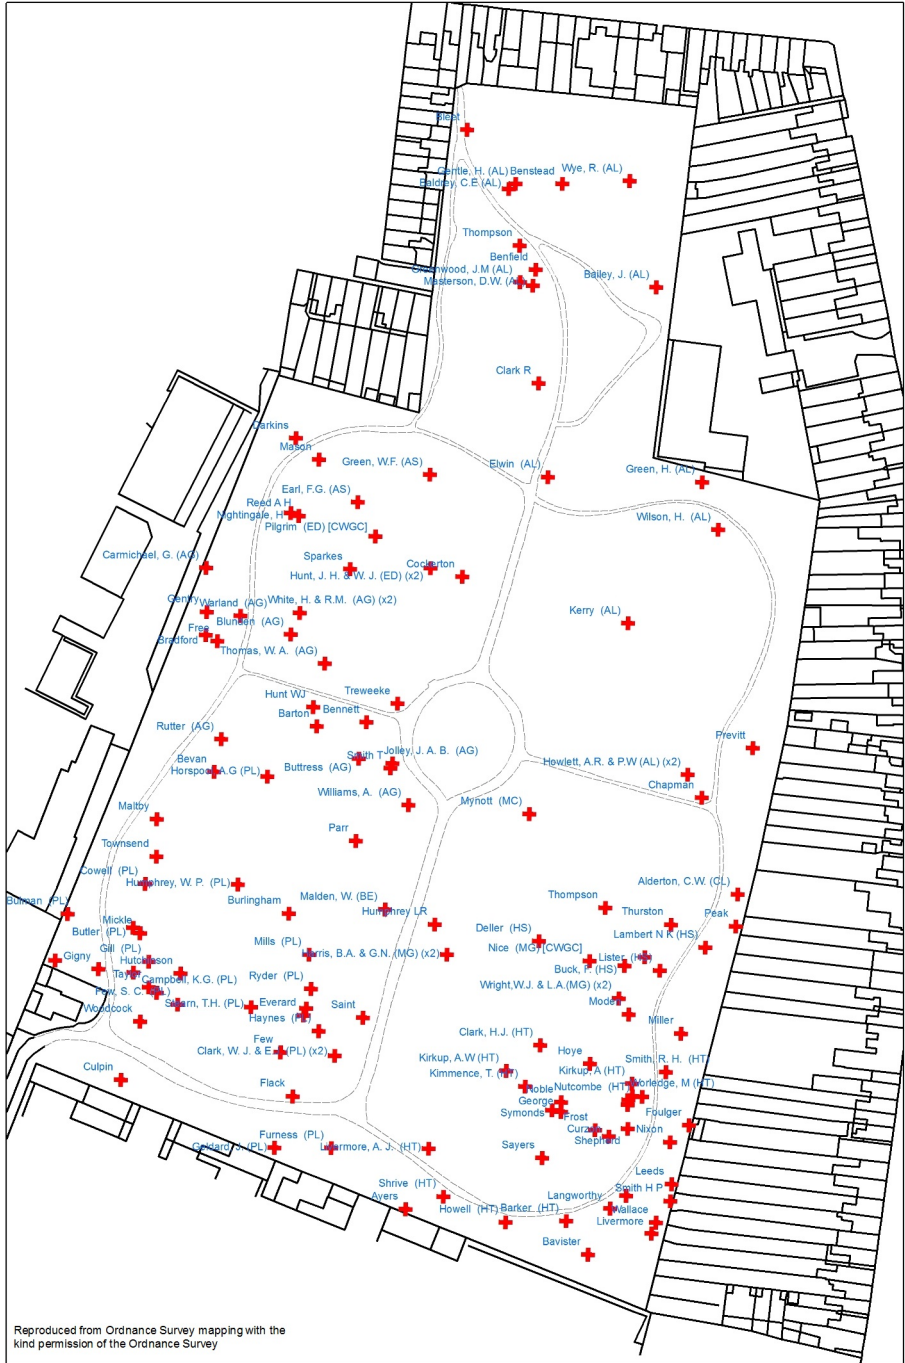 Bleet
Gentle, H. (AL)
Benstead
Wye, R. (AL)
Baldrey, C.E (AL)
Thompson
Benfield
Greenwood, J.M (AL)
Bailey, J. (AL)
Masterson, D.W.
Clark R
Darkins
Mason
Green, W.F. (AS)
Elwin (AL)
Green, H. (AL)
Earl, F.G. (AS)
Reed A H
Nightingale, H
Wilson, H. (AL)
Pilgrim (ED) [CWGC]
Carmichael, G. (AG)
Sparkes
Cockerton
Hunt, J. H. & W. J. (ED) (x2)
Gentry
Warland (AG)
White, H. & R.M. (AG) (x2)
Kerry (AL)
Blunden (AG)
Free
Bradford
Thomas, W. A. (AG)
Hunt WJ
Treweeke
Barton
Bennett
Rutter (AG)
Previtt
Bevan
Smith T
Jolley, J. A. B. (AG)
Horspool, A.G (PL)
Buttress (AG)
Howlett, A.R. & P.W (AL) (x2)
Chapman
Williams, A. (AG)
Mynott (MC)
Maltby
Parr
Townsend
Cowell (PL)
Humphrey, W. P. (PL)
Alderton, C.W. (CL)
Bulman (PL)
Burlingham
Malden, W. (BE)
Humphrey LR
Thompson
Thurston
Peak
Mickle
Butler (PL)
Deller (HS)
Lambert N K (HS)
Gill (PL)
Mills (PL)
Harris, B.A. & G.N. (MG) (x2)
Nice (MG) [CWGC]
Gigny
Hutchinson
Lister,
Taylor
Buck, F. (HS)
Campbell, K.G. (PL)
Ryder (PL)
Wright,W.J. & L.A.(MG) (x2)
Pew, S. C.
Stearn, T.H. (PL)
Everard
Saint
Moden
Woodcock
Haynes
Miller
Few
Clark, H.J. (HT)
Clark, W. J. & E. (PL) (x2)
Hoye
Kirkup, A.W (HT)
Smith, R. H. (HT)
Culpin
Kimmence, T. (HT)
Kirkup, A (HT)
Flack
Noble
Nutcombe (HT)
Worledge, M (HT)
George
Symonds
Frost
Foulger
Furness (PL)
Curzon
Nixon
Geldard, J. (PL)
Livermore, A. J. (HT)
Sayers
Shepherd
Leeds
Shrive (HT)
Smith H P
Ayers
Langworthy
Howell (HT)
Barker (HT)
Wallace
Livermore
Bavister
Reproduced from Ordnance Survey mapping with the
kind permission of the Ordnance Survey